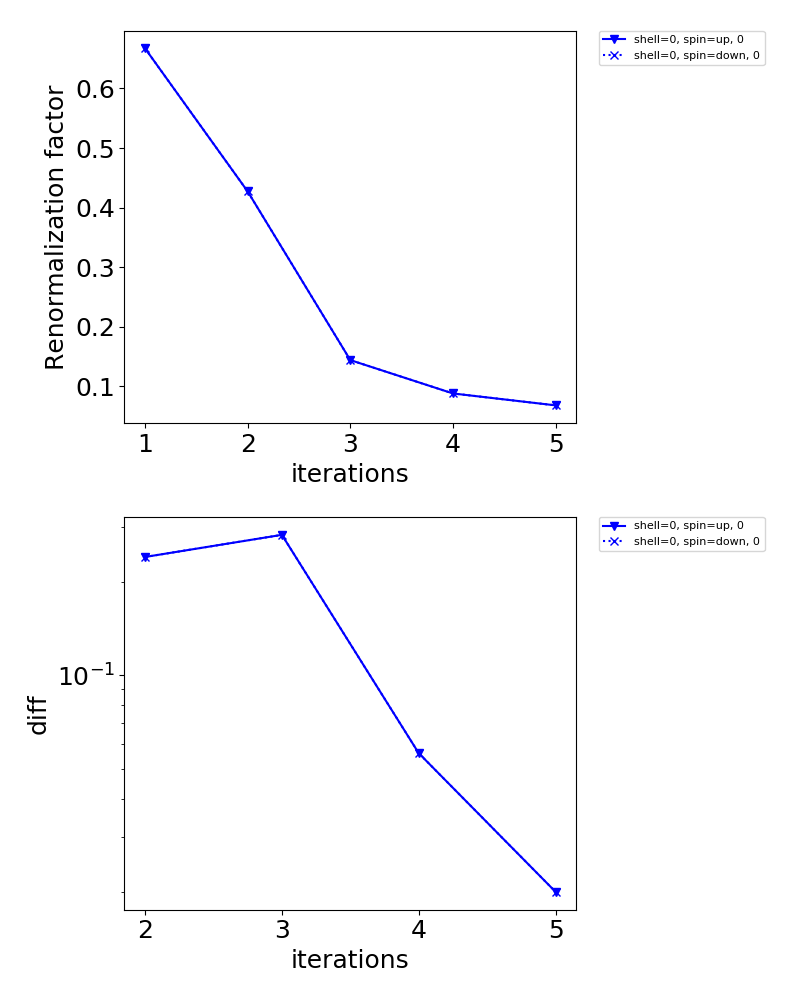 Renormalization factor
0.6
0.5
0.4
0.3
0.2
0.1
1 2 3 4 5
iterations
shell=0, spin=up, 0
shell=0, spin=down, 0
diff
10⁻¹
2 3 4 5
iterations
shell=0, spin=up, 0
shell=0, spin=down, 0